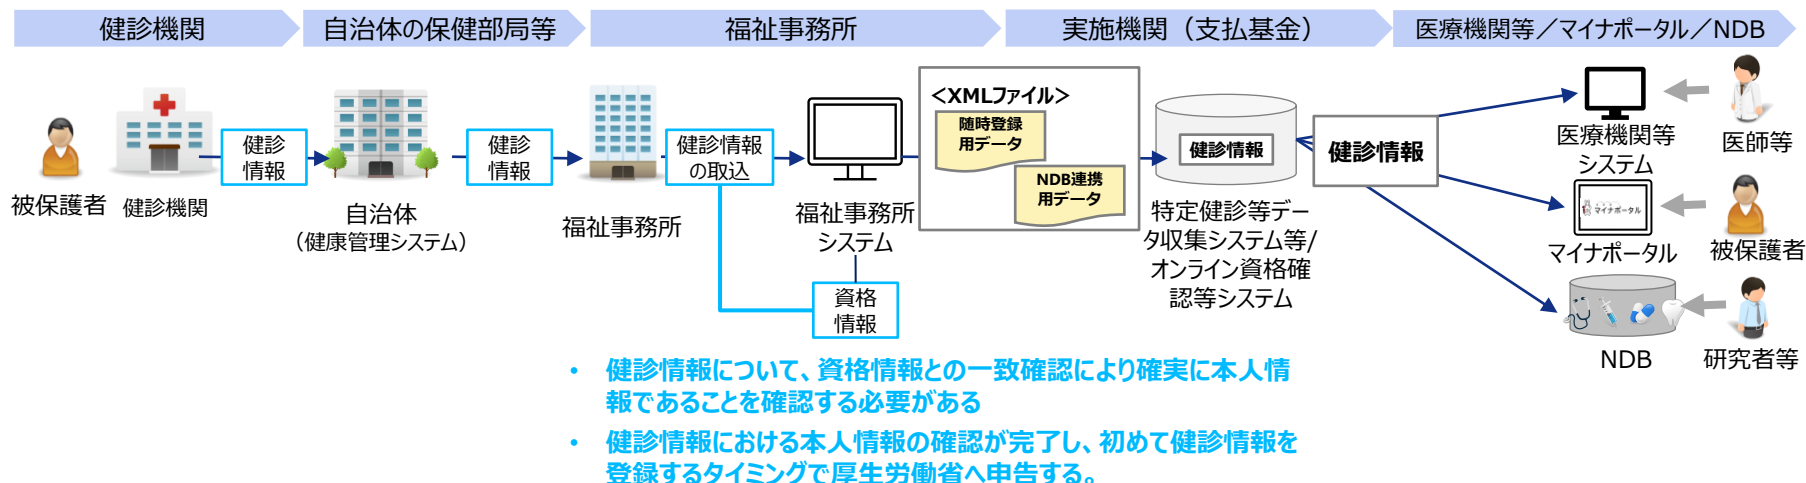 健診機関
自治体の保健部局等
福祉事務所
実施機関（支払基金）
医療機関等／マイナポータル／NDB
被保護者
健診機関
健診
情報
自治体
（健康管理システム）
健診
情報
福祉事務所
健診情報
の取込
福祉事務所
システム
資格
情報
<XMLファイル>
随時登録
用データ
NDB連携
用データ
健診情報
特定健診等デー
タ収集システム等/
オンライン資格確
認等システム
健診情報
医療機関等
システム
医師等
マイナポータル
マイナポータル
被保護者
NDB
研究者等
• 健診情報について、資格情報との一致確認により確実に本人情
報であることを確認する必要がある
• 健診情報における本人情報の確認が完了し、初めて健診情報を
登録するタイミングで厚生労働省へ申告する。